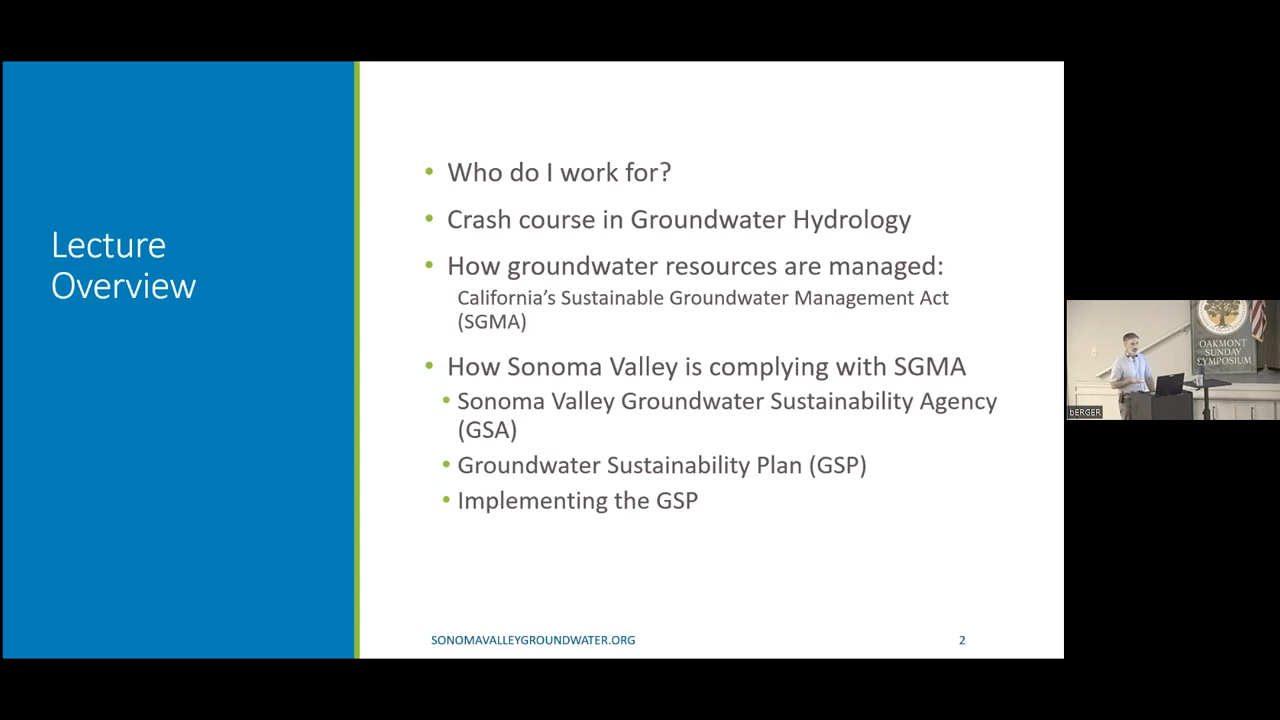 Lecture
Overview
• Who do I work for?
• Crash course in Groundwater Hydrology
• How groundwater resources are managed:
California’s Sustainable Groundwater Management Act
(SGMA)
• How Sonoma Valley is complying with SGMA
• Sonoma Valley Groundwater Sustainability Agency
(GSA)
• Groundwater Sustainability Plan (GSP)
• Implementing the GSP
SONOMAVALLEYGROUNDWATER.ORG
2
OAKMONT
SUNDAY
SYMPOSIUM
bERGER